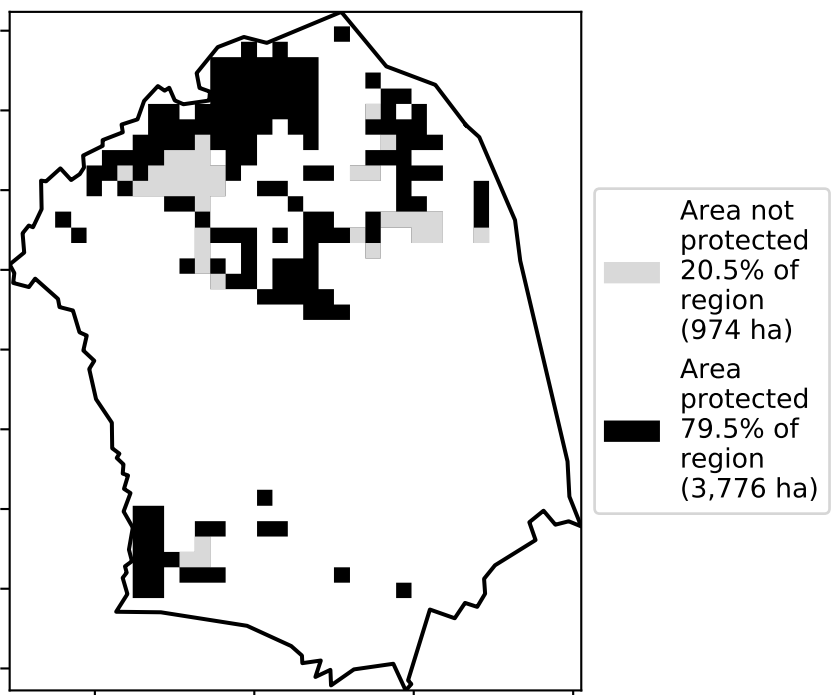 Area not
protected
20.5% of
region
(974 ha)
Area
protected
79.5% of
region
(3,776 ha)